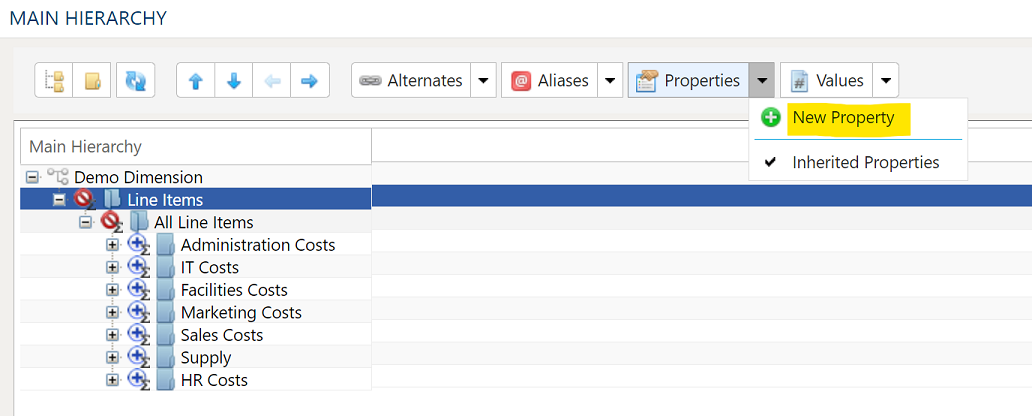 MAIN HIERARCHY
Alternates
Aliases
Properties
Values
New Property
Inherited Properties
Main Hierarchy
Demo Dimension
Line Items
All Line Items
Administration Costs
IT Costs
Facilities Costs
Marketing Costs
Sales Costs
Supply
HR Costs